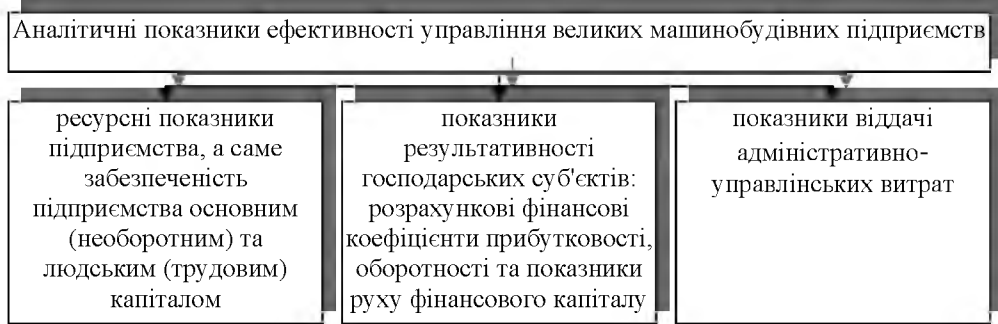 Аналітичні показники ефективності управління великих машинобудівних підприємств
ресурсні показники
підприємства, а саме
забезпеченість
підприємства основним
(необоротним) та
людським (трудовим)
капіталом
показники
результативності
господарських суб'єктів:
розрахункові фінансові
коефіцієнти прибутковості,
оборотності та показники
руху фінансового капіталу
показники віддачі
адміністративно-
управлінських витрат